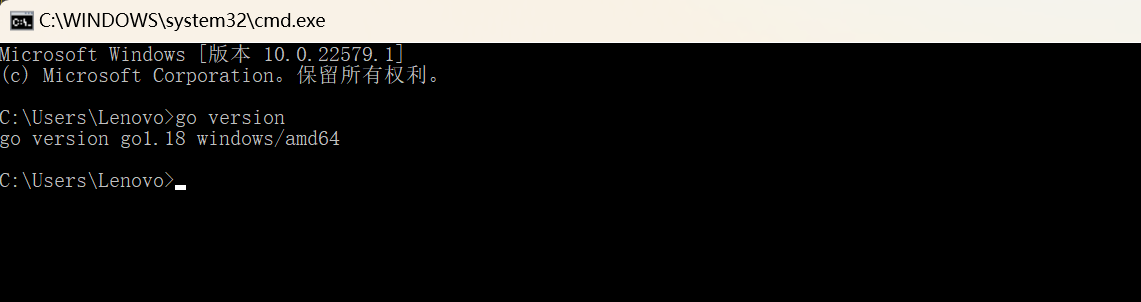 C:\WINDOWS\system32\cmd.exe
Microsoft Windows [版本 10.0.22579.1]
(c) Microsoft Corporation。保留所有权利。
C:\Users\Lenovo>go version
go version go1.18 windows/amd64
C:\Users\Lenovo>